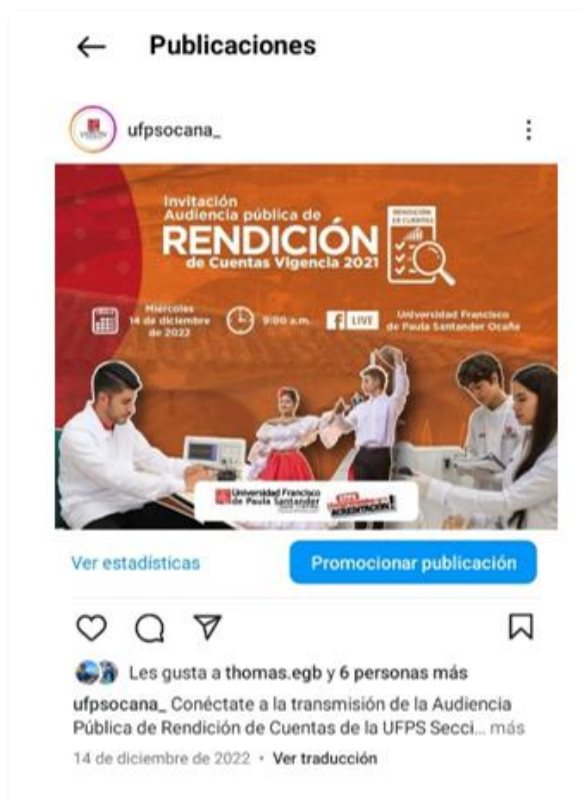 Publicaciones
ufpsocana_
Invitación
Audiencia pública de
RENDICIÓN
de Cuentas Vigencia 2021
RENDICIÓN
DE CUENTAS
Miércoles
14 de diciembre
de 2022
9:00 a.m.
f LIVE
Universidad Francisco
de Paula Santander Ocaña
Universidad Francisco
de Paula Santander
ACREDITACIÓN!
Ver estadísticas
Promocionar publicación
Les gusta a thomas.egb y 6 personas más
ufpsocana_ Conéctate a la transmisión de la Audiencia
Pública de Rendición de Cuentas de la UFPS Secci... más
14 de diciembre de 2022 • Ver traducción